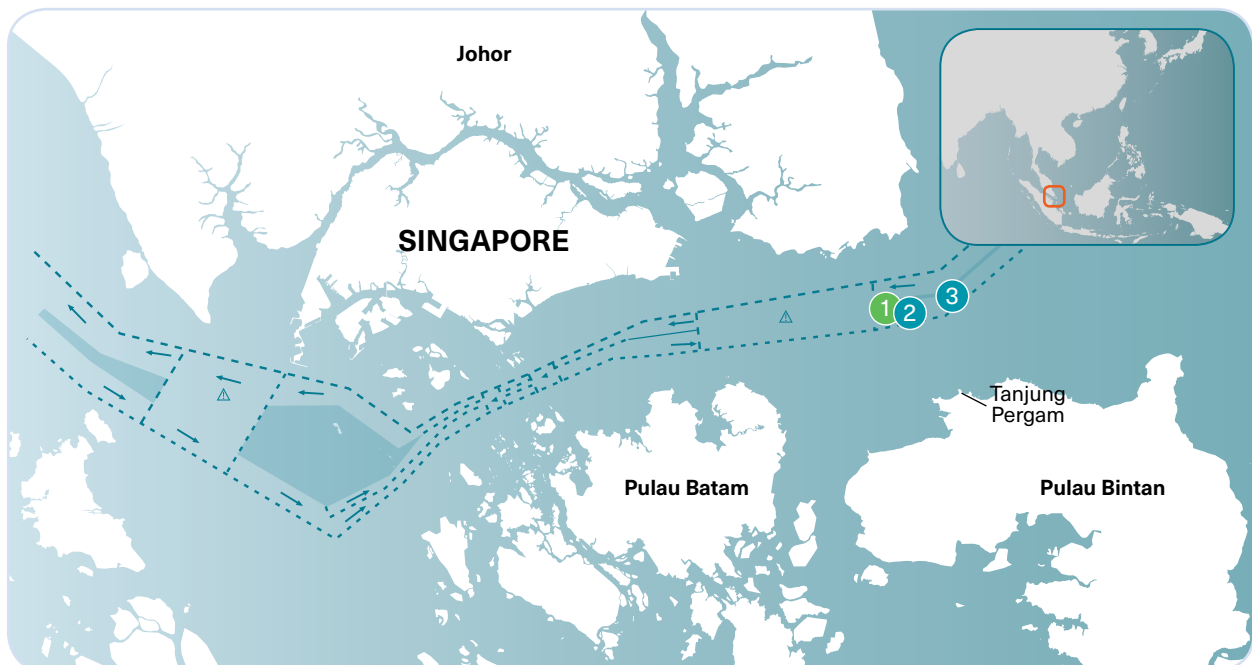 Johor
SINGAPORE
1
2
3
Tanjung
Pergam
Pulau Batam
Pulau Bintan